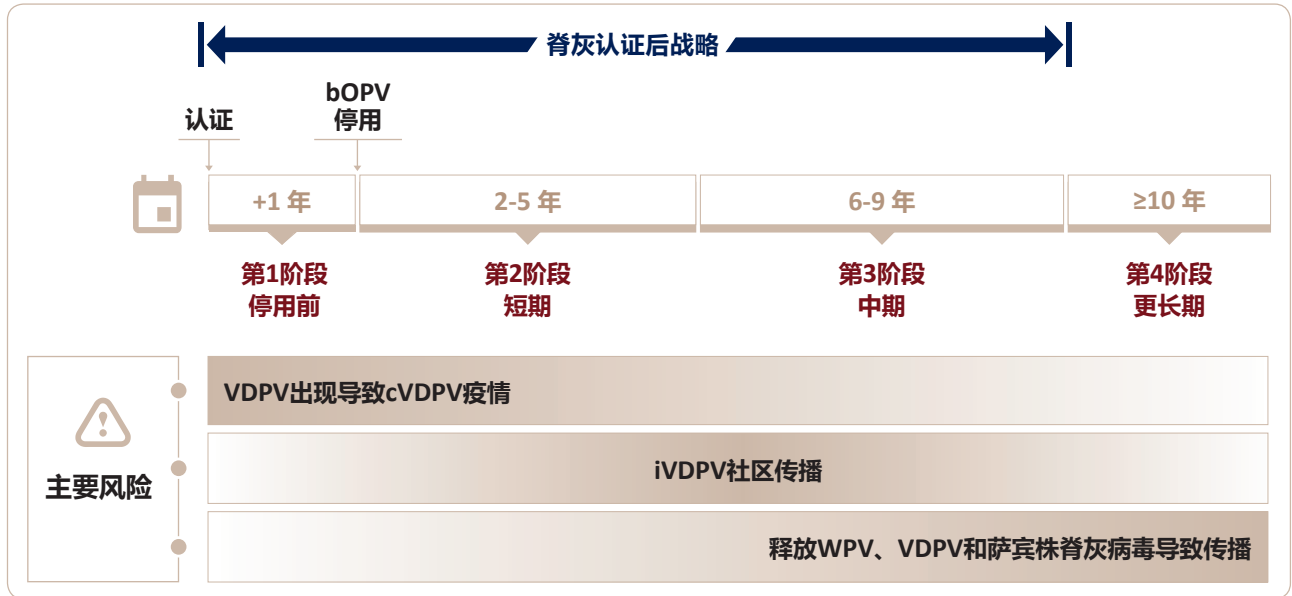 脊灰认证后战略
认证
bOPV
停用
+1 年
2-5 年
6-9 年
≥10 年
第1阶段
停用前
第2阶段
短期
第3阶段
中期
第4阶段
更长期
主要风险
VDPV出现导致cVDPV疫情
iVDPV社区传播
释放WPV、VDPV和萨宾株脊灰病毒导致传播